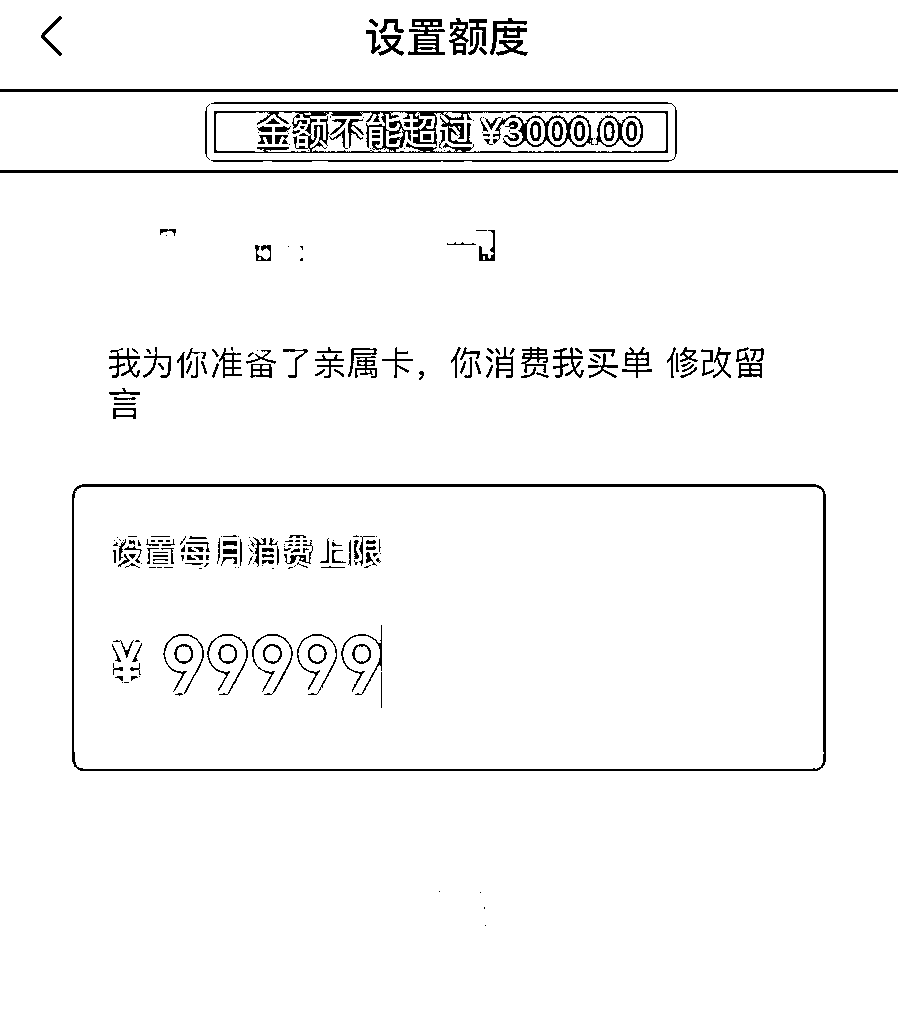 设置额度
金额不能超过 ¥3000.00
我为你准备了亲属卡，你消费我买单 修改留
言
设置每月消费上限
¥ 99999